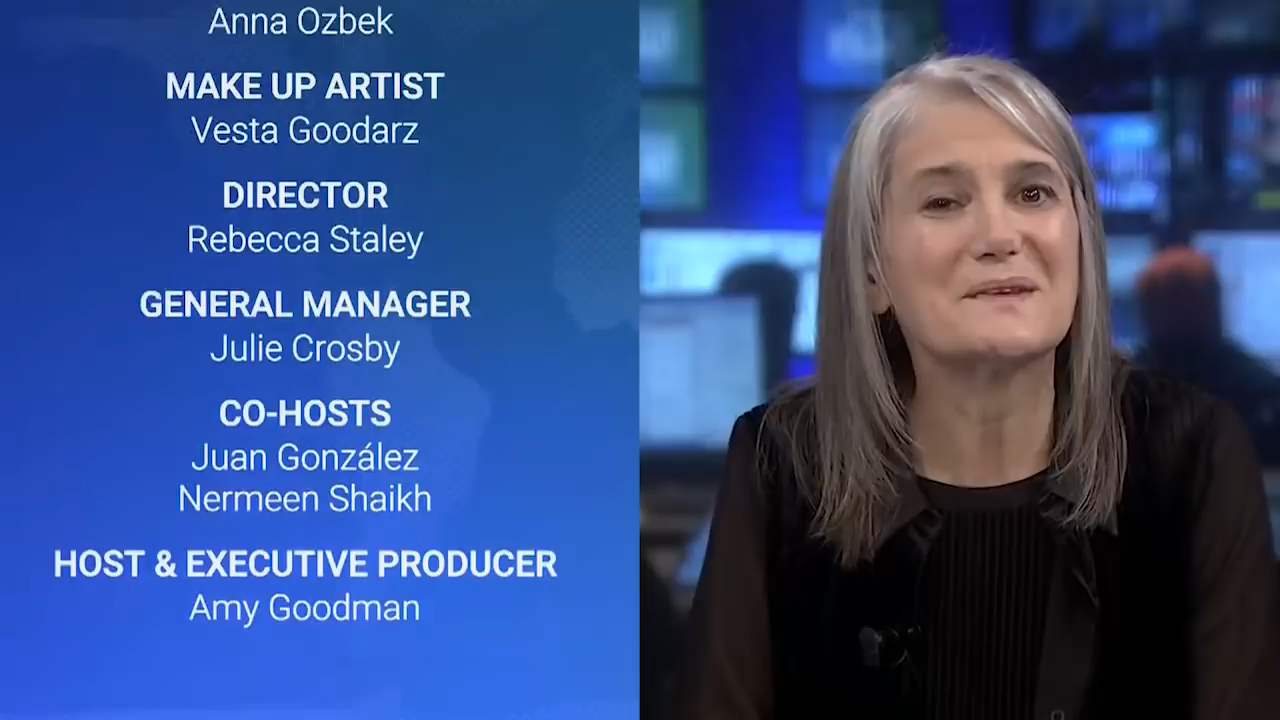 Anna Ozbek
MAKE UP ARTIST
Vesta Goodarz
DIRECTOR
Rebecca Staley
GENERAL MANAGER
Julie Crosby
CO-HOSTS
Juan González
Nermeen Shaikh
HOST & EXECUTIVE PRODUCER
Amy Goodman